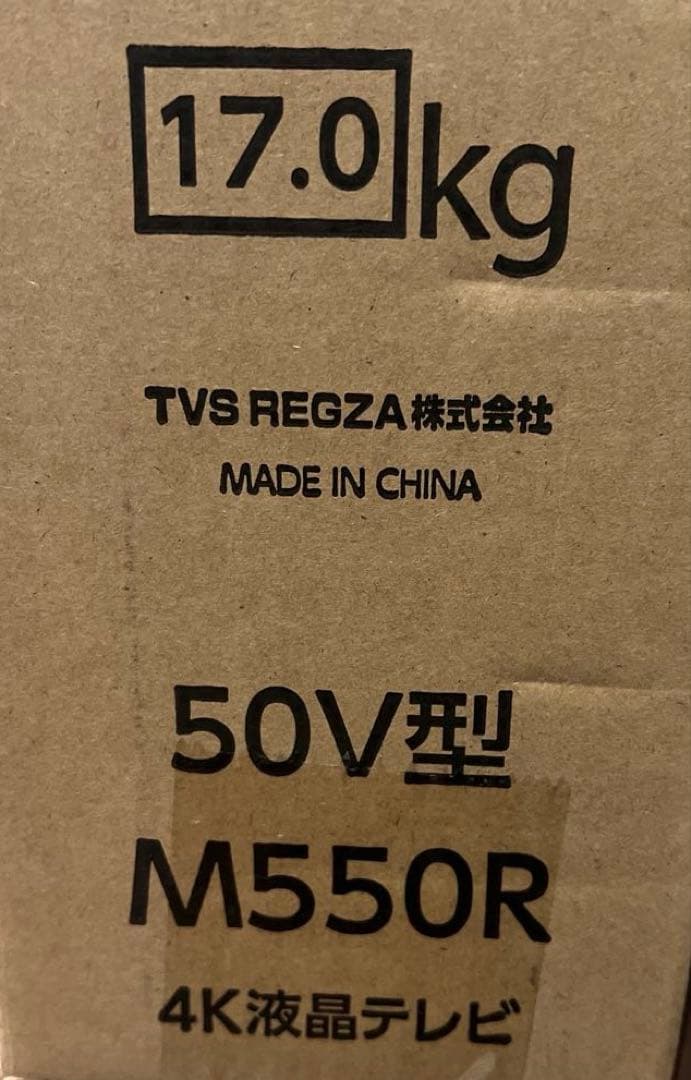 17.0kg
TVS REGZA株式会社
MADE IN CHINA
50V型
M550R
4K液晶テレビ